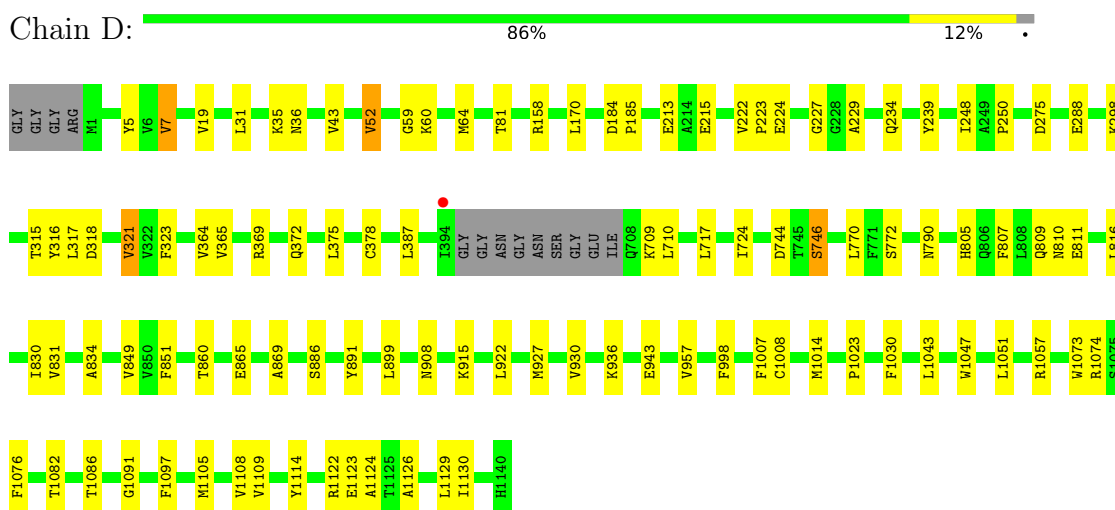 Chain D:
86% 12% •
GLY GLY GLY ARG M1 Y5 V6 V7 V19 L31 K35 N36 V43 V52 G59 K60 M64 T81 R158 L170 D184 P185 E213 A214 E215 V222 P223 E224 G227 G228 A229 Q234 Y239 I248 A249 P250 D275 E288
T315 Y316 L317 D318 V321 V322 F323 V364 V365 R369 Q372 L375 C378 L387 I394 GLY GLY ASN GLY ASN SER GLY GLU ILE Q708 K709 L710 L717 I724 D744 T745 S746 L770 F771 S772 N790 H805 Q806 F807 L808 Q809 N810 E811
I830 V831 A834 V849 V850 F851 T860 E865 A869 S886 Y891 L899 N908 K915 L922 M927 V930 K936 E943 V957 F998 F1007 C1008 M1014 P1023 F1030 L1043 W1047 L1051 R1057 W1073 R1074 S1075
F1076 T1082 T1086 G1091 F1097 M1105 V1108 V1109 Y1114 R1122 E1123 A1124 T1125 A1126 L1129 I1130 H1140